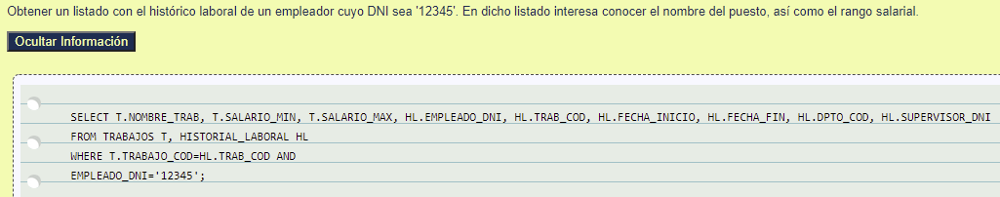 Obtener un listado con el histórico laboral de un empleador cuyo DNI sea '12345'. En dicho listado interesa conocer el nombre del puesto, así como el rango salarial.
Ocultar Información
SELECT T.NOMBRE_TRAB, T.SALARIO_MIN, T.SALARIO_MAX, HL.EMPLEADO_DNI, HL.TRAB_COD, HL.FECHA_INICIO, HL.FECHA_FIN, HL.DPTO_COD, HL.SUPERVISOR_DNI
FROM TRABAJOS T, HISTORIAL_LABORAL HL
WHERE T.TRABAJO_COD=HL.TRAB_COD AND
EMPLEADO_DNI='12345';